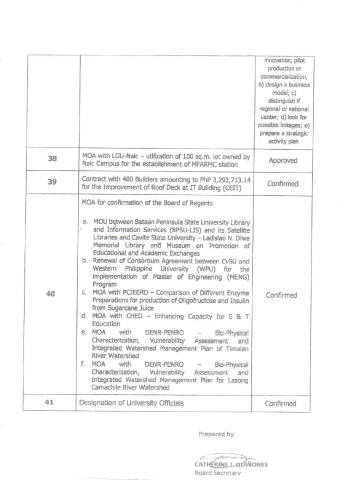 innovation, pilot
production or
commercialization;
b) design a business
model; c)
distinguish if
regional or national
center; d) look for
possible linkages; e)
prepare a strategic
activity plan
38
MOA with LGU-Naic – utilization of 100 sq.m. lot owned by
Naic Campus for the establishment of MFARMC station
Approved
39
Contract with 480 Builders amounting to PhP 3,293,713.14
for the Improvement of Roof Deck at IT Building (CEIT)
Confirmed
40
MOA for confirmation of the Board of Regents
a. MOU between Bataan Peninsula State University Library
and Information Services (BPSU-LIS) and its Satellite
Libraries and Cavite State University – Ladislao N. Diwa
Memorial Library and Museum on Promotion of
Educational and Academic Exchanges
b. Renewal of Consortium Agreement between CvSU and
Western Philippine University (WPU) for the
implementation of Master of Engineering (MENG)
Program
c. MOA with PCIEERD – Comparison of Different Enzyme
Preparations for production of Oligofructose and Insulin
from Sugarcane Juice
d. MOA with CHED – Enhancing Capacity for S & T
Education
e. MOA with DENR-PENRO – Bio-Physical
Characterization, Vulnerability Assessment and
Integrated Watershed Management Plan of Timalan
River Watershed
f. MOA with DENR-PENRO – Bio-Physical
Characterization, Vulnerability Assessment and
Integrated Watershed Management Plan for Lasong
Camachile River Watershed
Confirmed
41
Designation of University Officials
Confirmed
Prepared by:
CATHERINE L. QUIÑONES
Board Secretary